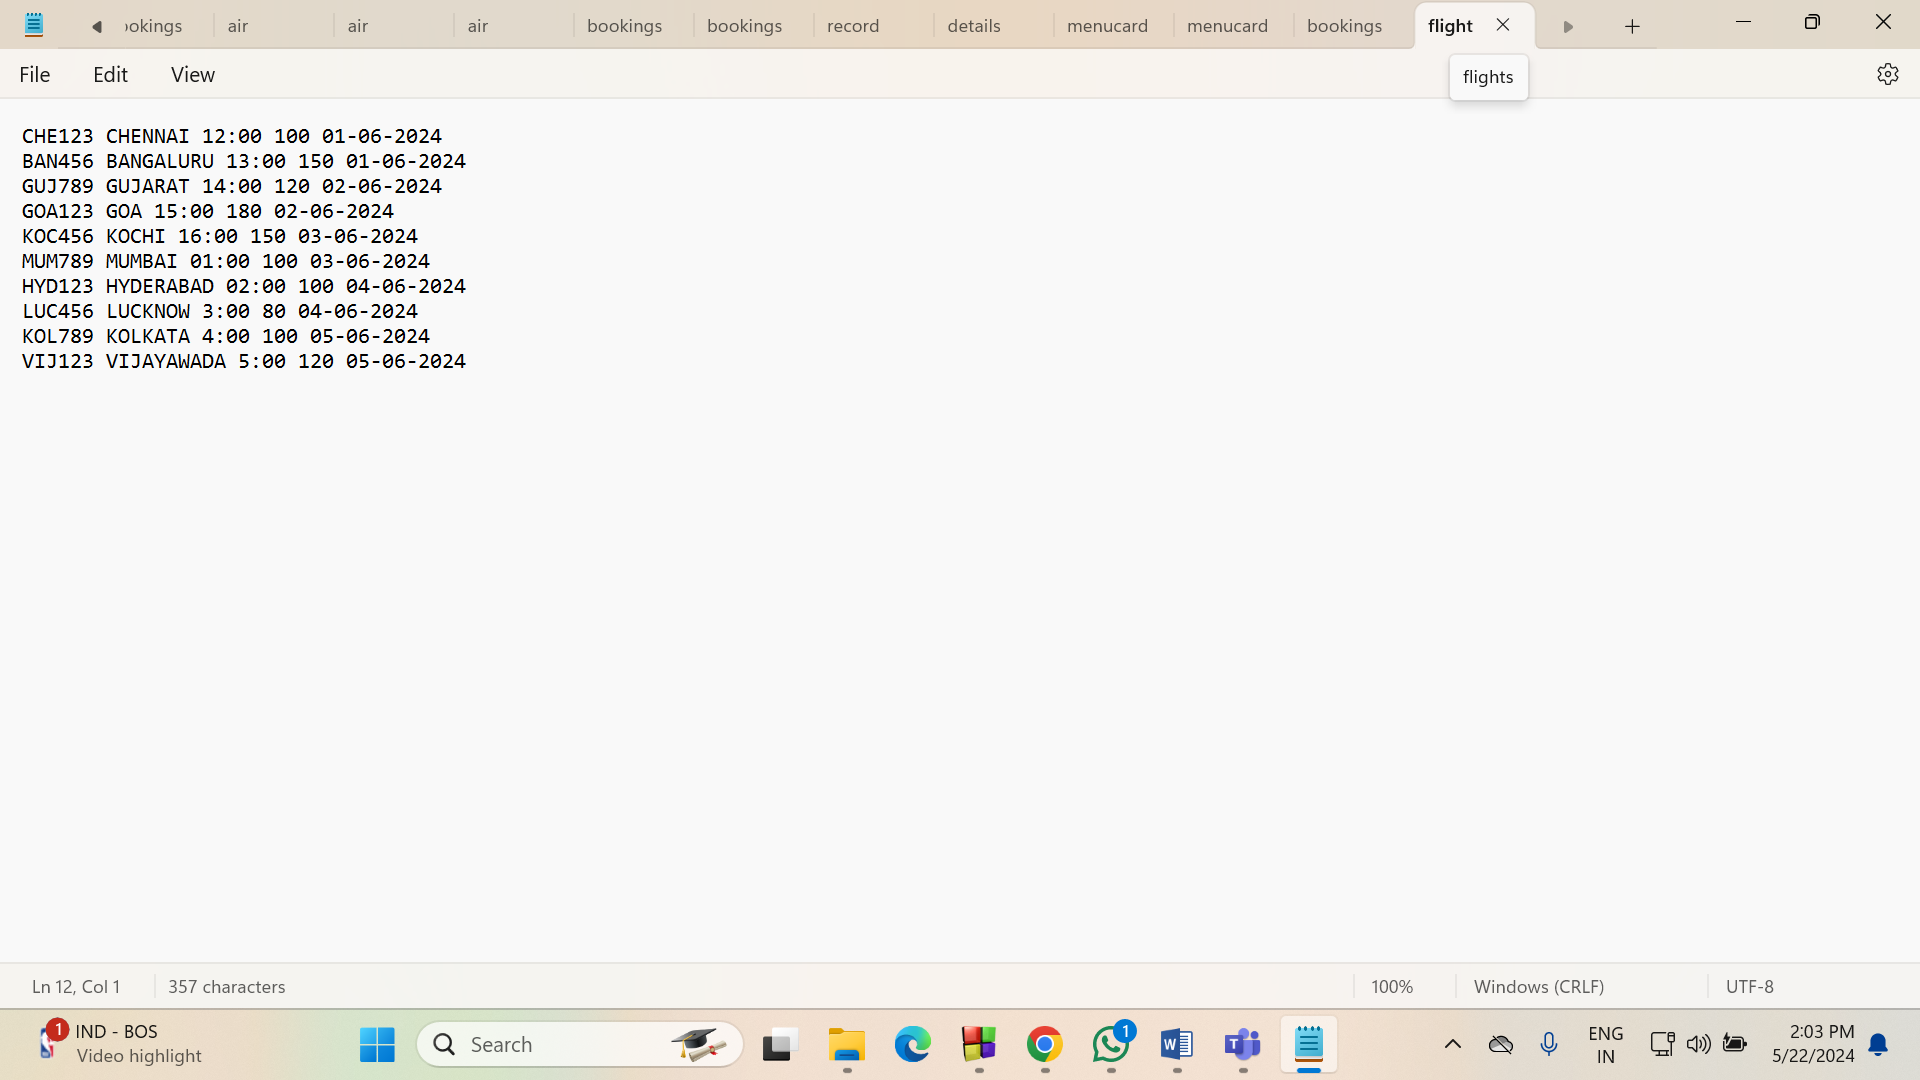 ookings air air air bookings bookings record details menucard menucard bookings flight
File Edit View
flights
CHE123 CHENNAI 12:00 100 01-06-2024
BAN456 BANGALURU 13:00 150 01-06-2024
GUJ789 GUJARAT 14:00 120 02-06-2024
GOA123 GOA 15:00 180 02-06-2024
KOC456 KOCHI 16:00 150 03-06-2024
MUM789 MUMBAI 01:00 100 03-06-2024
HYD123 HYDERABAD 02:00 100 04-06-2024
LUC456 LUCKNOW 3:00 80 04-06-2024
KOL789 KOLKATA 4:00 100 05-06-2024
VIJ123 VIJAYAWADA 5:00 120 05-06-2024
Ln 12, Col 1 357 characters 100% Windows (CRLF) UTF-8
1 IND - BOS
Video highlight
Search
1
ENG
IN
2:03 PM
5/22/2024